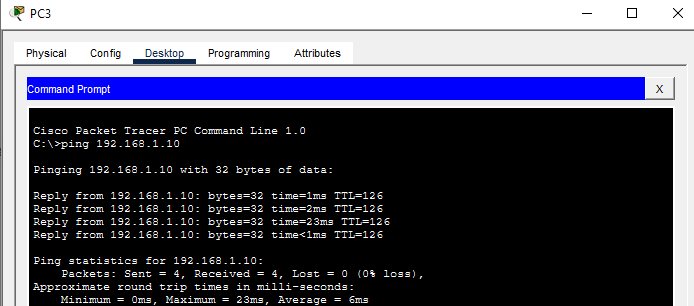 PC3
Physical Config Desktop Programming Attributes
Command Prompt X
Cisco Packet Tracer PC Command Line 1.0
C:\>ping 192.168.1.10
Pinging 192.168.1.10 with 32 bytes of data:
Reply from 192.168.1.10: bytes=32 time=1ms TTL=126
Reply from 192.168.1.10: bytes=32 time=2ms TTL=126
Reply from 192.168.1.10: bytes=32 time=23ms TTL=126
Reply from 192.168.1.10: bytes=32 time<1ms TTL=126
Ping statistics for 192.168.1.10:
Packets: Sent = 4, Received = 4, Lost = 0 (0% loss),
Approximate round trip times in milli-seconds:
Minimum = 0ms, Maximum = 23ms, Average = 6ms